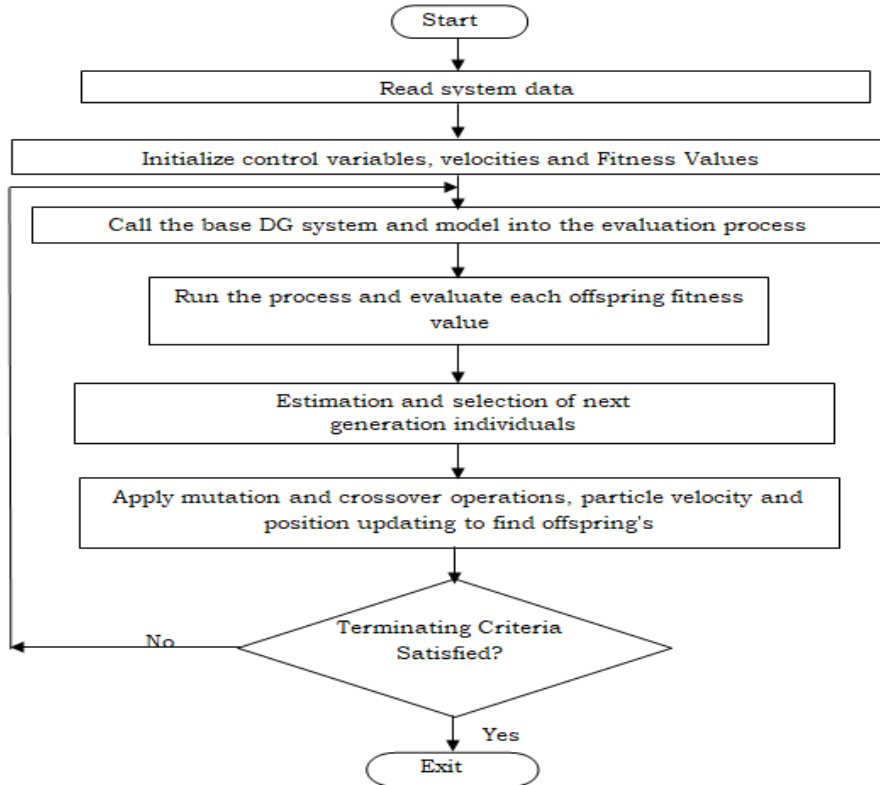 Start
Read system data
Initialize control variables, velocities and Fitness Values
Call the base DG system and model into the evaluation process
Run the process and evaluate each offspring fitness
value
Estimation and selection of next
generation individuals
Apply mutation and crossover operations, particle velocity and
position updating to find offspring's
Terminating Criteria
Satisfied?
No
Yes
Exit